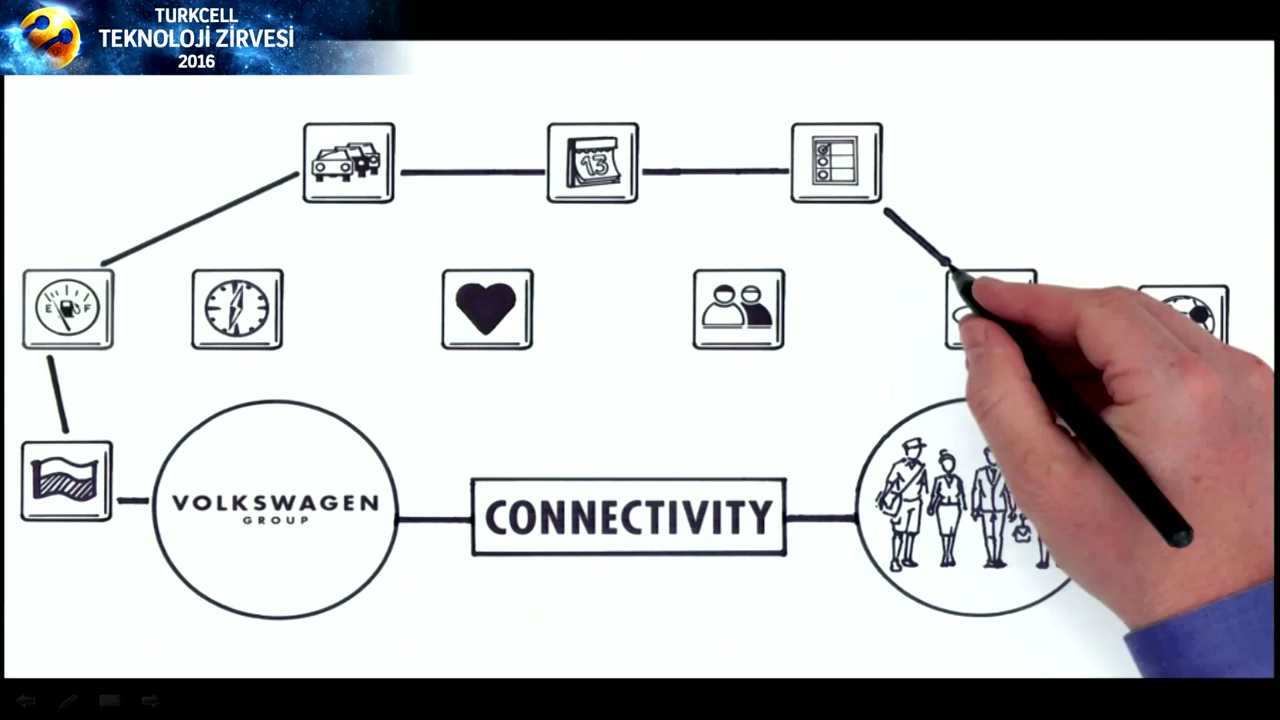 TURKCELL
TEKNOLOJİ ZİRVESİ
2016
13
E F
VOLKSWAGEN
GROUP
CONNECTIVITY